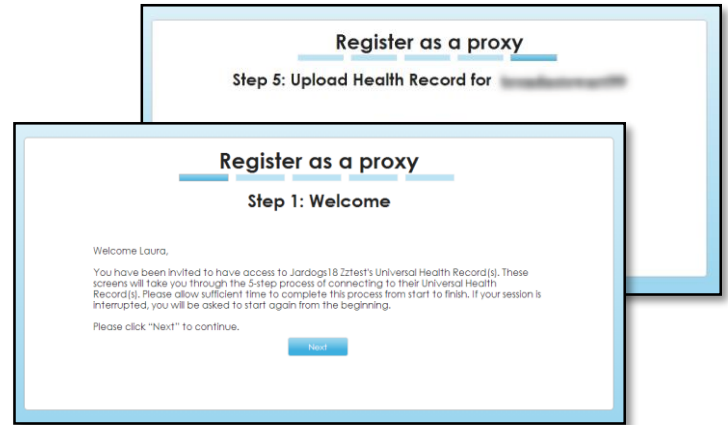 Register as a proxy
Step 5: Upload Health Record for
Register as a proxy
Step 1: Welcome
Welcome Laura,
You have been invited to have access to Jardogs18 Zztest's Universal Health Record(s). These
screens will take you through the 5-step process of connecting to their Universal Health
Record(s). Please allow sufficient time to complete this process from start to finish. If your session is
interrupted, you will be asked to start again from the beginning.
Please click "Next" to continue.
Next